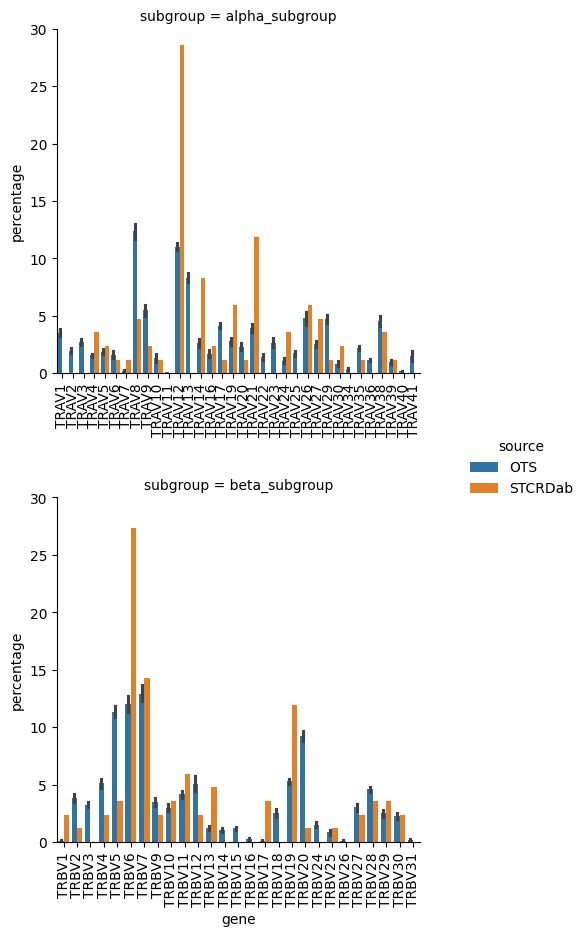 subgroup = alpha_subgroup
30
25
20
15
10
5
0
percentage
TRAV1
TRAV2
TRAV3
TRAV4
TRAV5
TRAV6
TRAV7
TRAV8
TRAV9
TRAV10
TRAV11
TRAV12
TRAV13
TRAV14
TRAV16
TRAV17
TRAV19
TRAV20
TRAV21
TRAV22
TRAV23
TRAV24
TRAV25
TRAV26
TRAV27
TRAV29
TRAV30
TRAV34
TRAV35
TRAV36
TRAV38
TRAV39
TRAV40
TRAV41
source
OTS
STCRDab
subgroup = beta_subgroup
30
25
20
15
10
5
0
percentage
TRBV1
TRBV2
TRBV3
TRBV4
TRBV5
TRBV6
TRBV7
TRBV9
TRBV10
TRBV11
TRBV12
TRBV13
TRBV14
TRBV15
TRBV16
TRBV17
TRBV18
TRBV19
TRBV20
TRBV24
TRBV25
TRBV26
TRBV27
TRBV28
TRBV29
TRBV30
TRBV31
gene